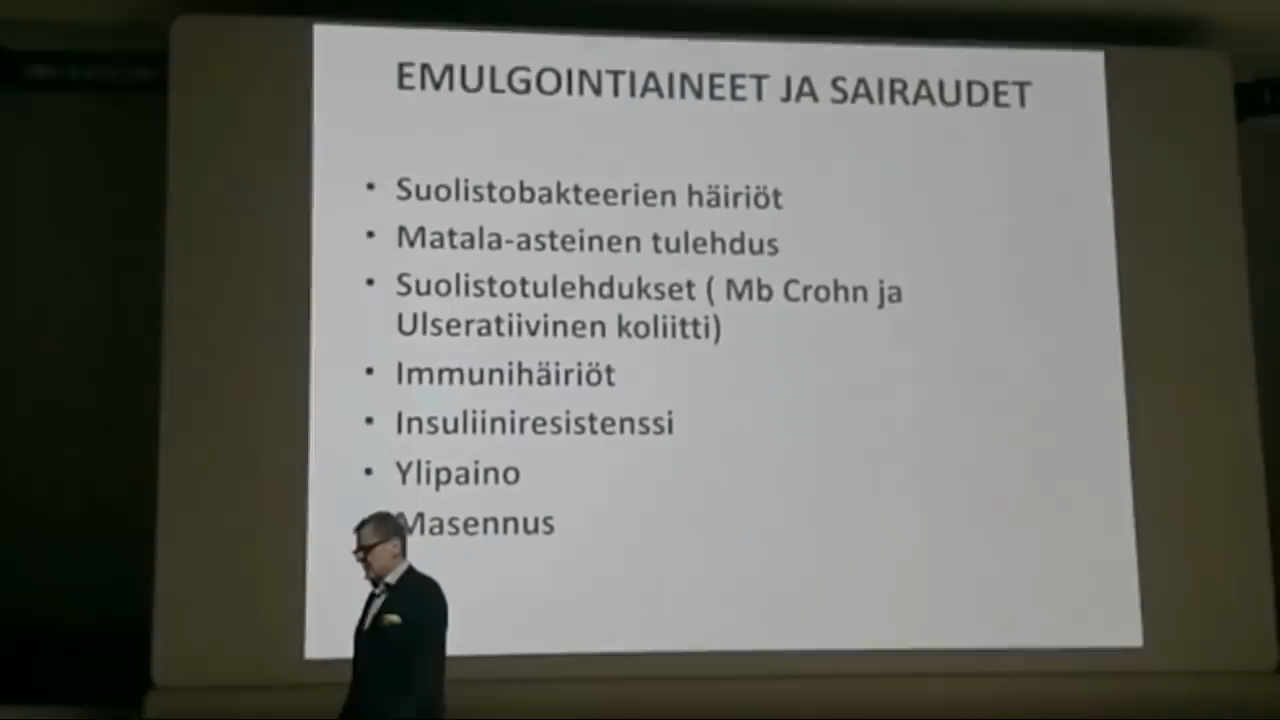 EMULGOINTIAINEET JA SAIRAUDET
• Suolistobakteerien häiriöt
• Matala-asteinen tulehdus
• Suolistotulehdukset ( Mb Crohn ja
Ulseratiivinen koliitti)
• Immunihäiriöt
• Insuliiniresistenssi
• Ylipaino
Masennus